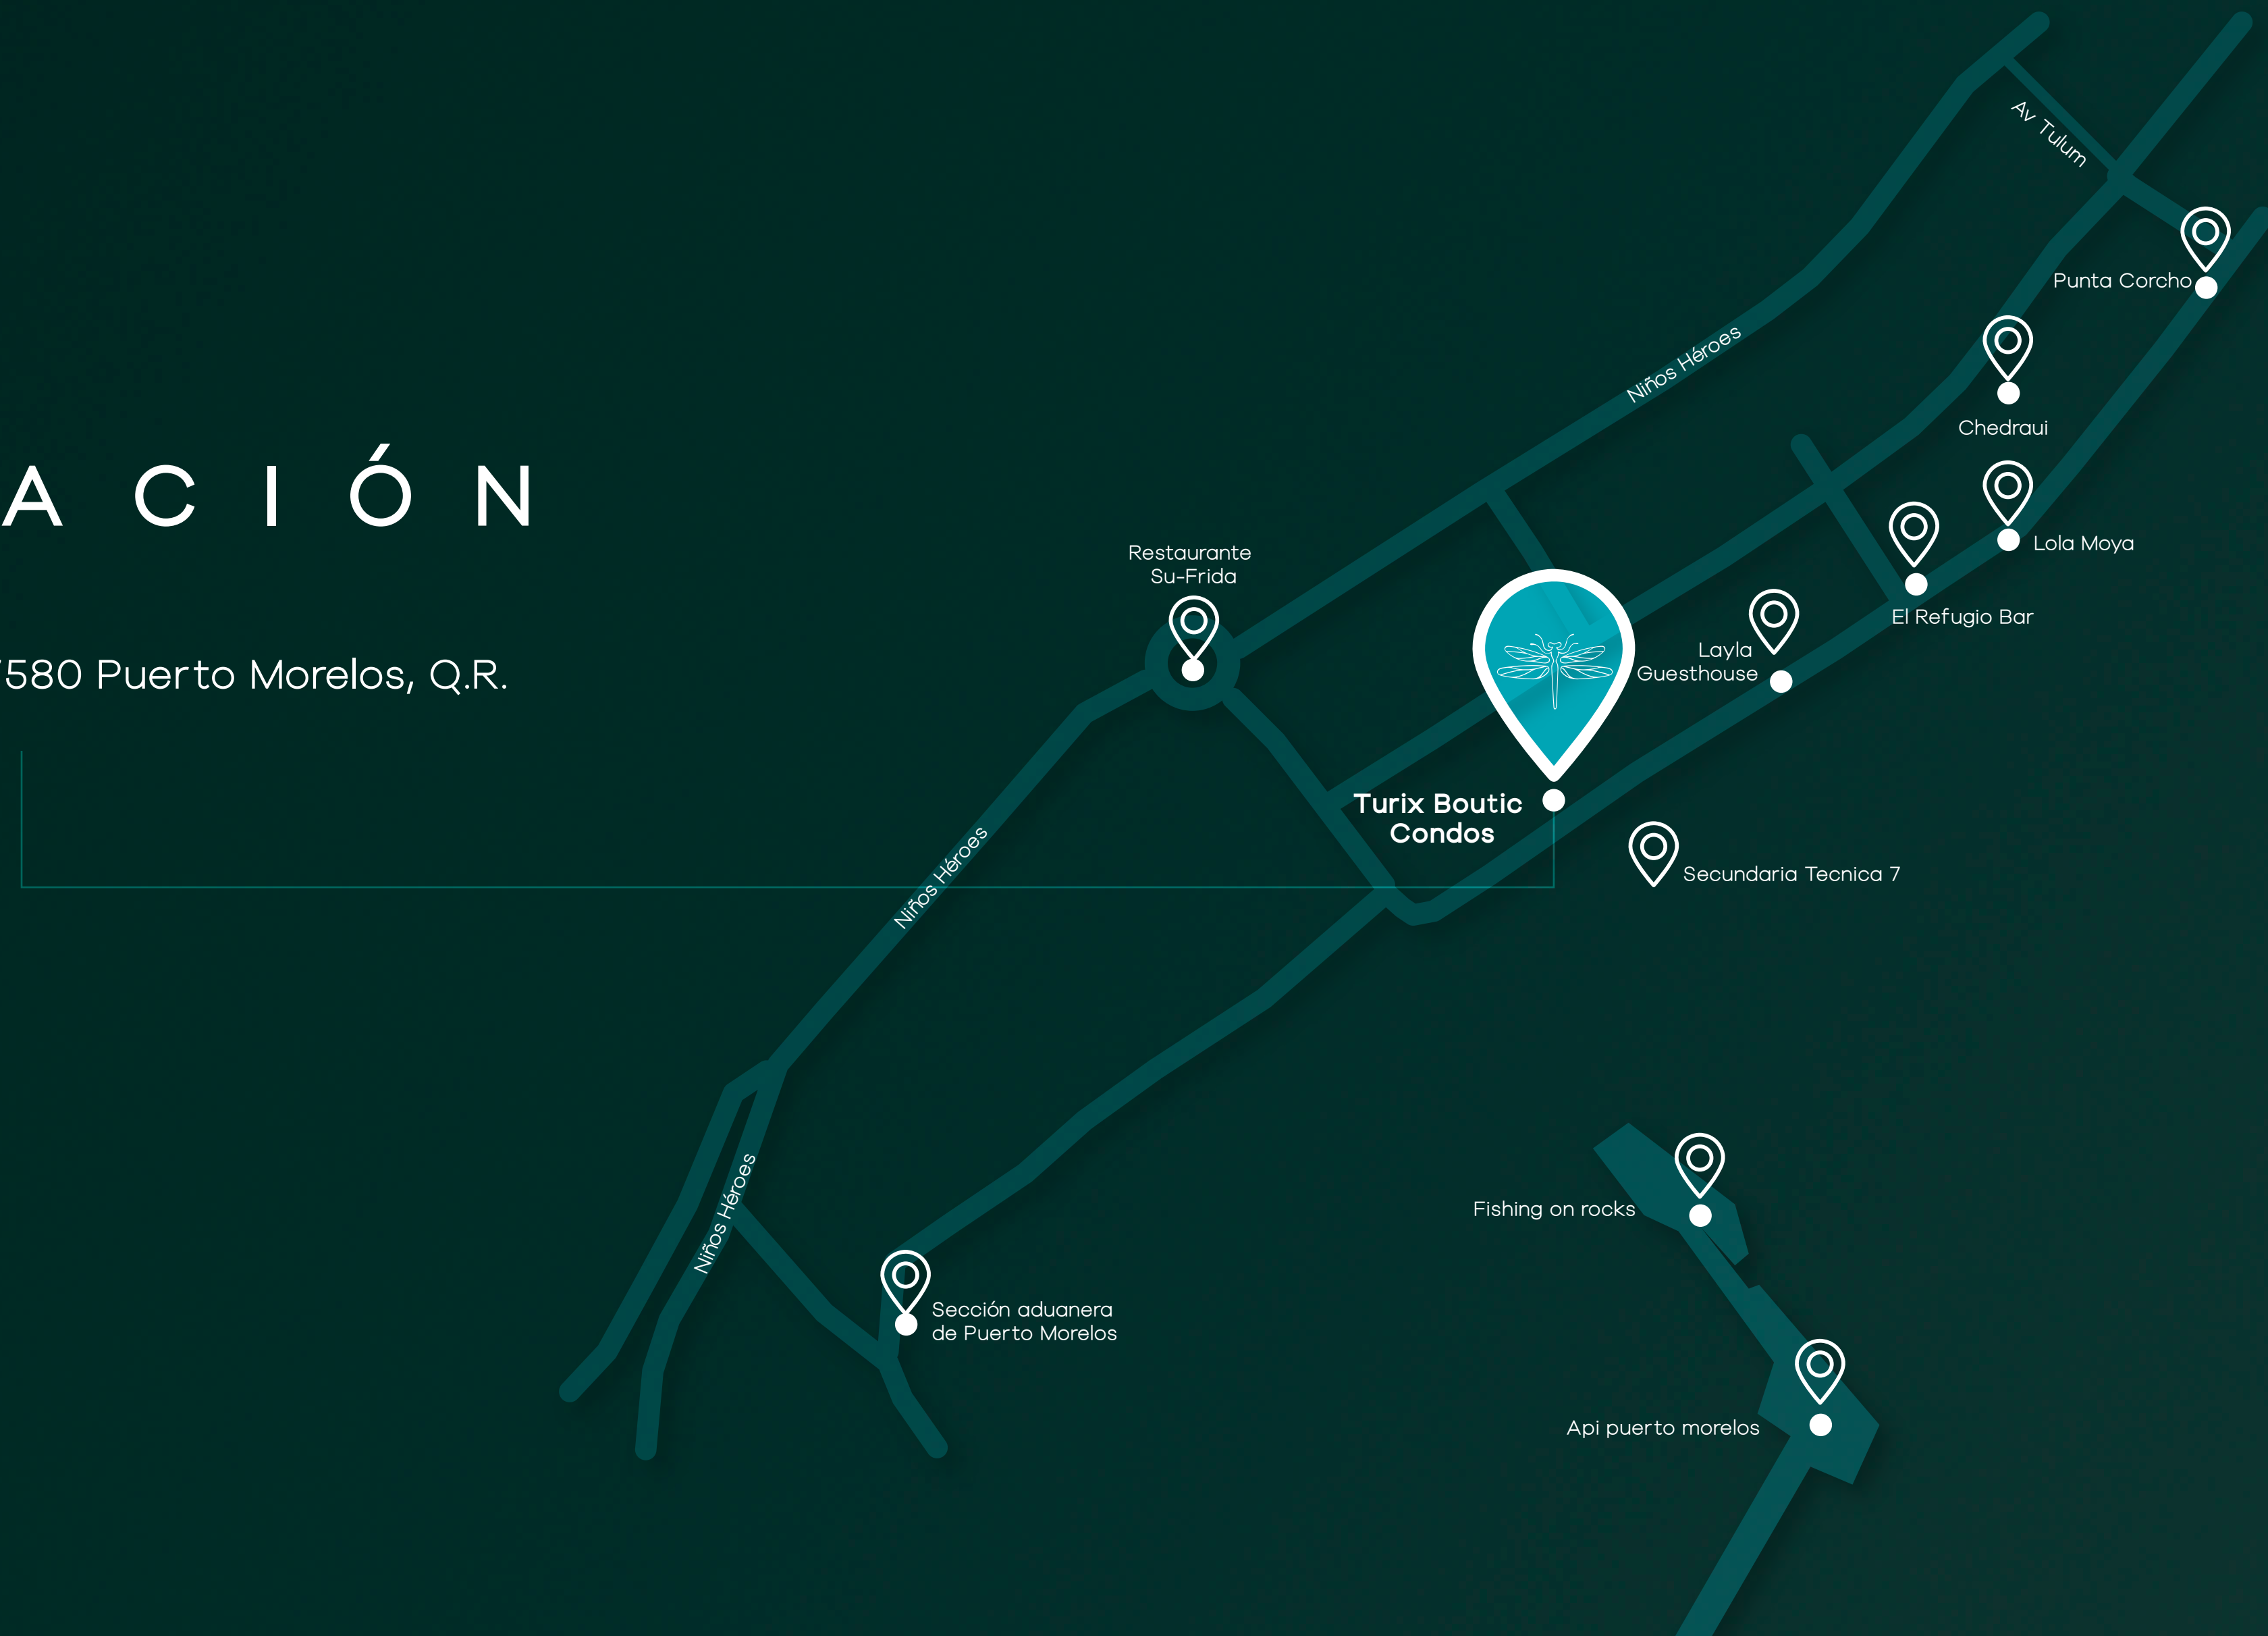 A C I Ó N
580 Puerto Morelos, Q.R.
Av Tulum
Punta Corcho
Niños Héroes
Chedraui
Restaurante
Su-Frida
Lola Moya
El Refugio Bar
Layla
Guesthouse
Turix Boutic
Condos
Secundaria Tecnica 7
Niños Héroes
Niños Héroes
Fishing on rocks
Sección aduanera
de Puerto Morelos
Api puerto morelos